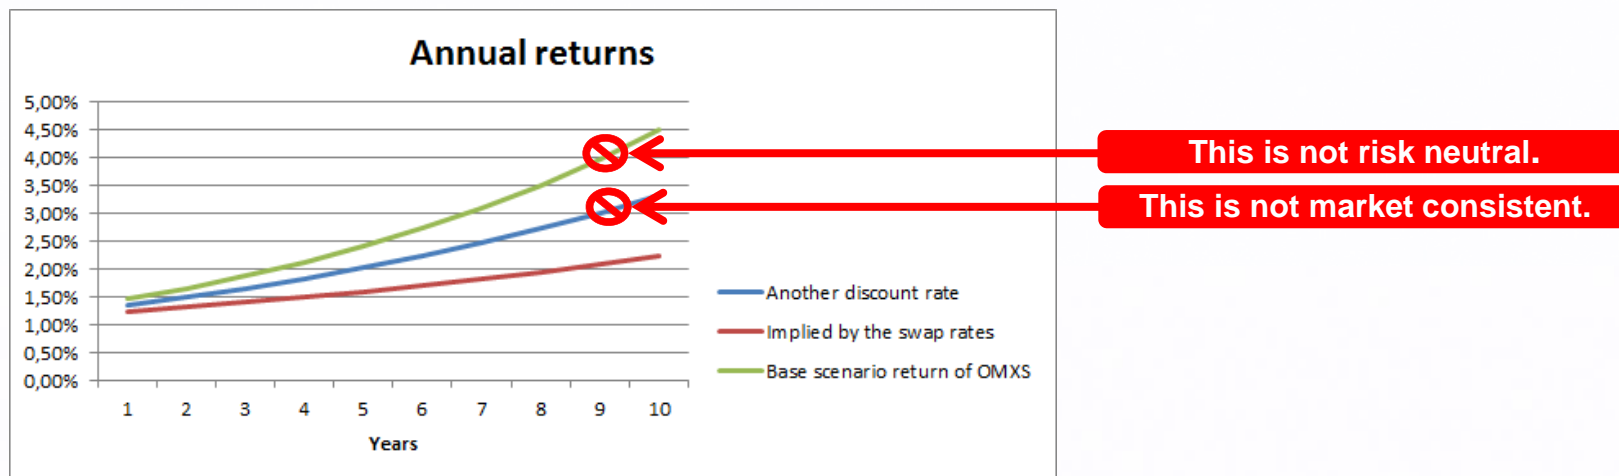 Annual returns
5,00%
4,50%
4,00%
3,50%
3,00%
2,50%
2,00%
1,50%
1,00%
0,50%
0,00%
1 2 3 4 5 6 7 8 9 10
Years
Another discount rate
Implied by the swap rates
Base scenario return of OMXS
This is not risk neutral.
This is not market consistent.